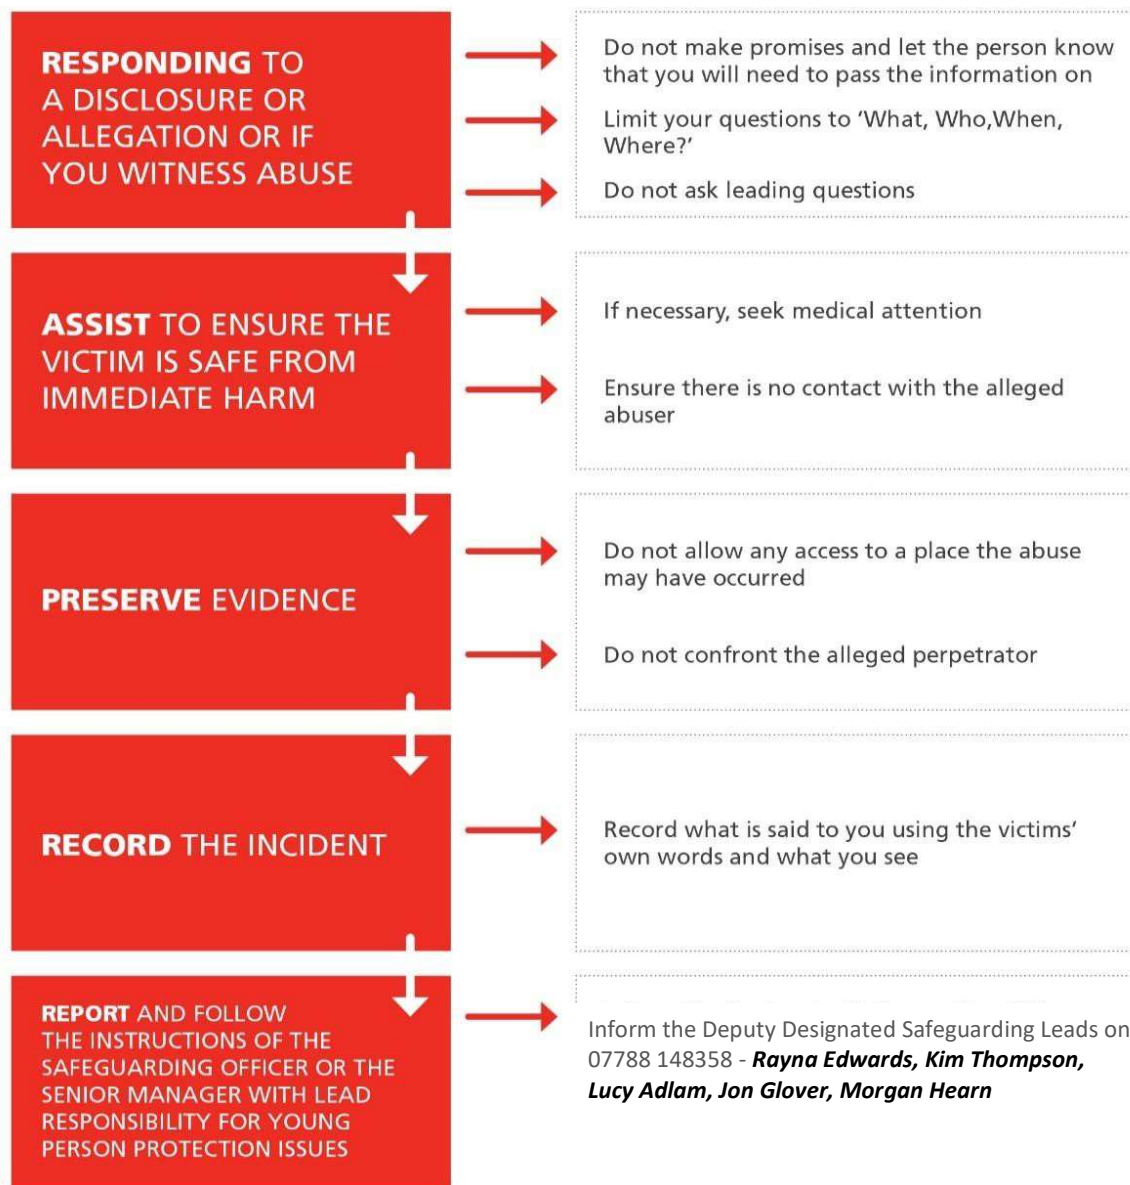 RESPONDING TO
A DISCLOSURE OR
ALLEGATION OR IF
YOU WITNESS ABUSE
Do not make promises and let the person know
that you will need to pass the information on
Limit your questions to ‘What, Who,When,
Where?’
Do not ask leading questions
ASSIST TO ENSURE THE
VICTIM IS SAFE FROM
IMMEDIATE HARM
If necessary, seek medical attention
Ensure there is no contact with the alleged
abuser
PRESERVE EVIDENCE
Do not allow any access to a place the abuse
may have occurred
Do not confront the alleged perpetrator
RECORD THE INCIDENT
Record what is said to you using the victims’
own words and what you see
REPORT AND FOLLOW
THE INSTRUCTIONS OF THE
SAFEGUARDING OFFICER OR THE
SENIOR MANAGER WITH LEAD
RESPONSIBILITY FOR YOUNG
PERSON PROTECTION ISSUES
Inform the Deputy Designated Safeguarding Leads on
07788 148358 - Rayna Edwards, Kim Thompson,
Lucy Adlam, Jon Glover, Morgan Hearn